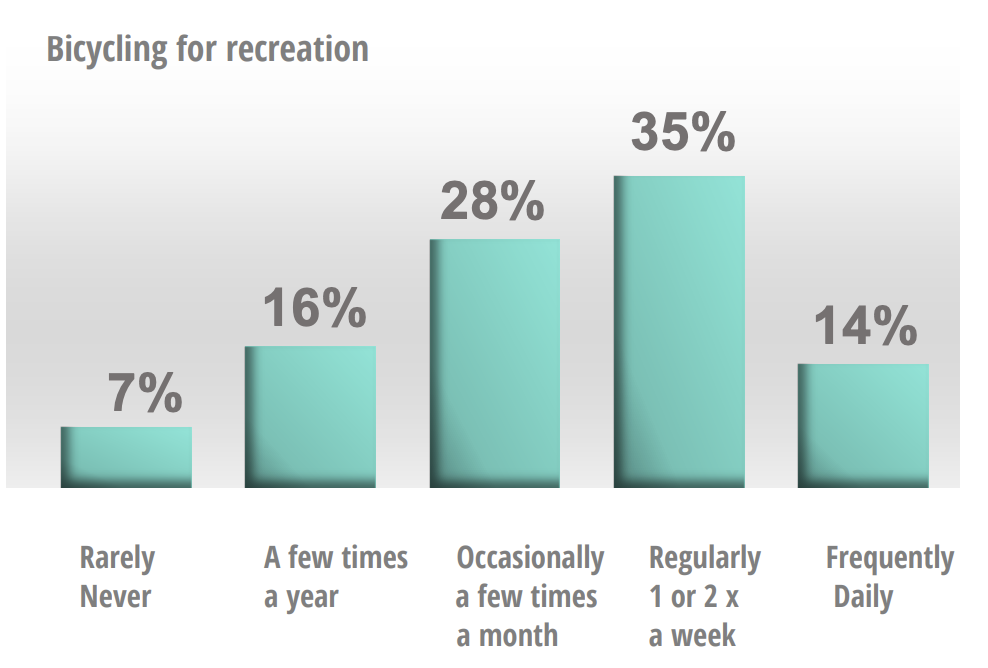 Bicycling for recreation
35%
28%
16%
14%
7%
Rarely
Never
A few times
a year
Occasionally
a few times
a month
Regularly
1 or 2 x
a week
Frequently
Daily